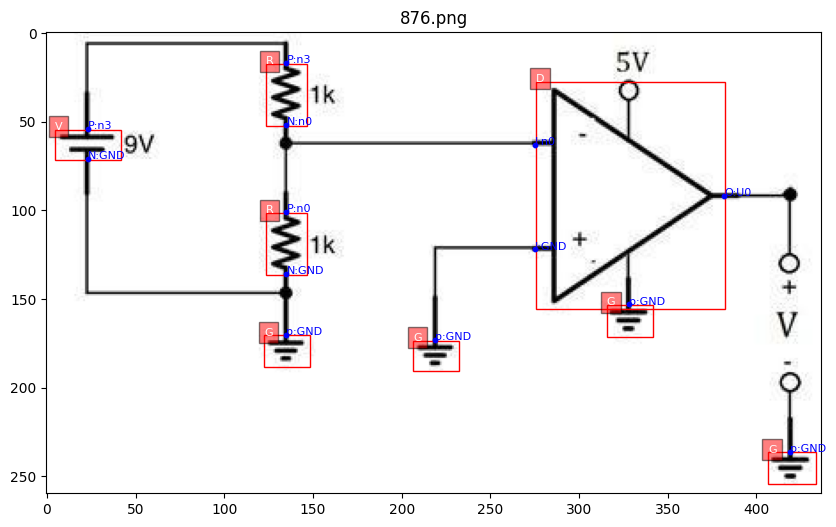 876.png
0
50
100
150
200
250
0
50
100
150
200
250
300
350
400
V
P:n3
9V
N:GND
R
P:n3
1k
N:n0
R
P:n0
1k
N:GND
G
p:GND
G
p:GND
D
5V
-
:n0
+
:GND
-
O:U0
G
p:GND
+
V
-
G
p:GND